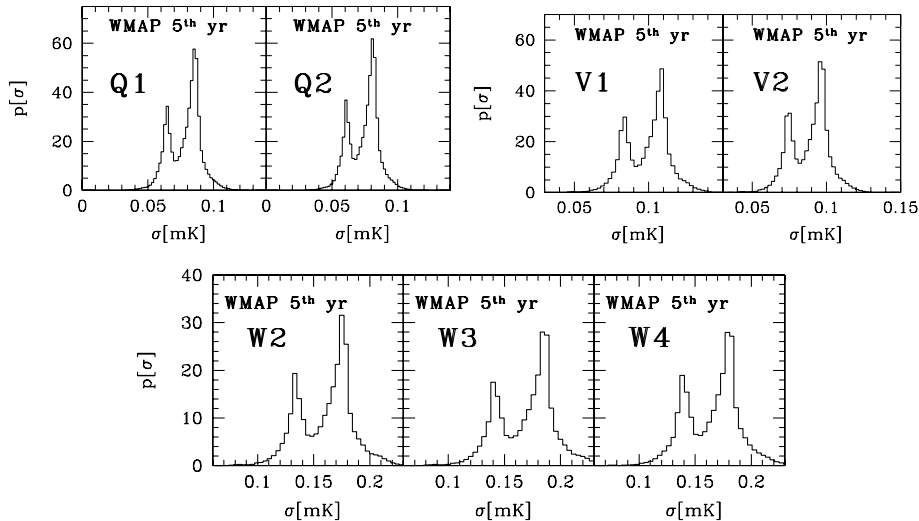 WMAP 5th yr WMAP 5th yr
Q1 Q2
p[σ]
60
40
20
0
0 0.05 0.1 0 0.05 0.1
σ[mK] σ[mK]
WMAP 5th yr WMAP 5th yr
V1 V2
p[σ]
60
40
20
0
0.05 0.1 0.05 0.1 0.15
σ[mK] σ[mK]
WMAP 5th yr WMAP 5th yr WMAP 5th yr
W2 W3 W4
p[σ]
40
30
20
10
0
0.1 0.15 0.2 0.1 0.15 0.2 0.1 0.15 0.2
σ[mK] σ[mK] σ[mK]